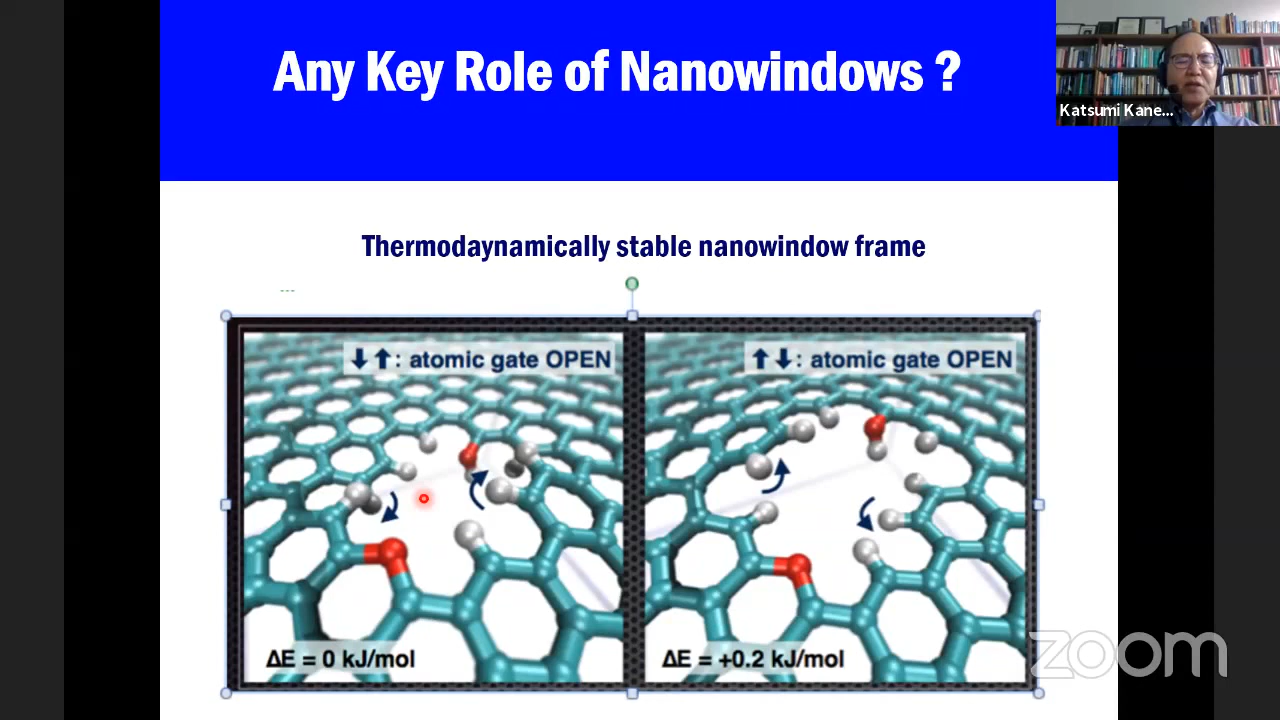 Any Key Role of Nanowindows ?
Katsumi Kane...
Thermodaynamically stable nanowindow frame
---
↓↑: atomic gate OPEN
↑↓: atomic gate OPEN
ΔE = 0 kJ/mol
ΔE = +0.2 kJ/mol
zoom